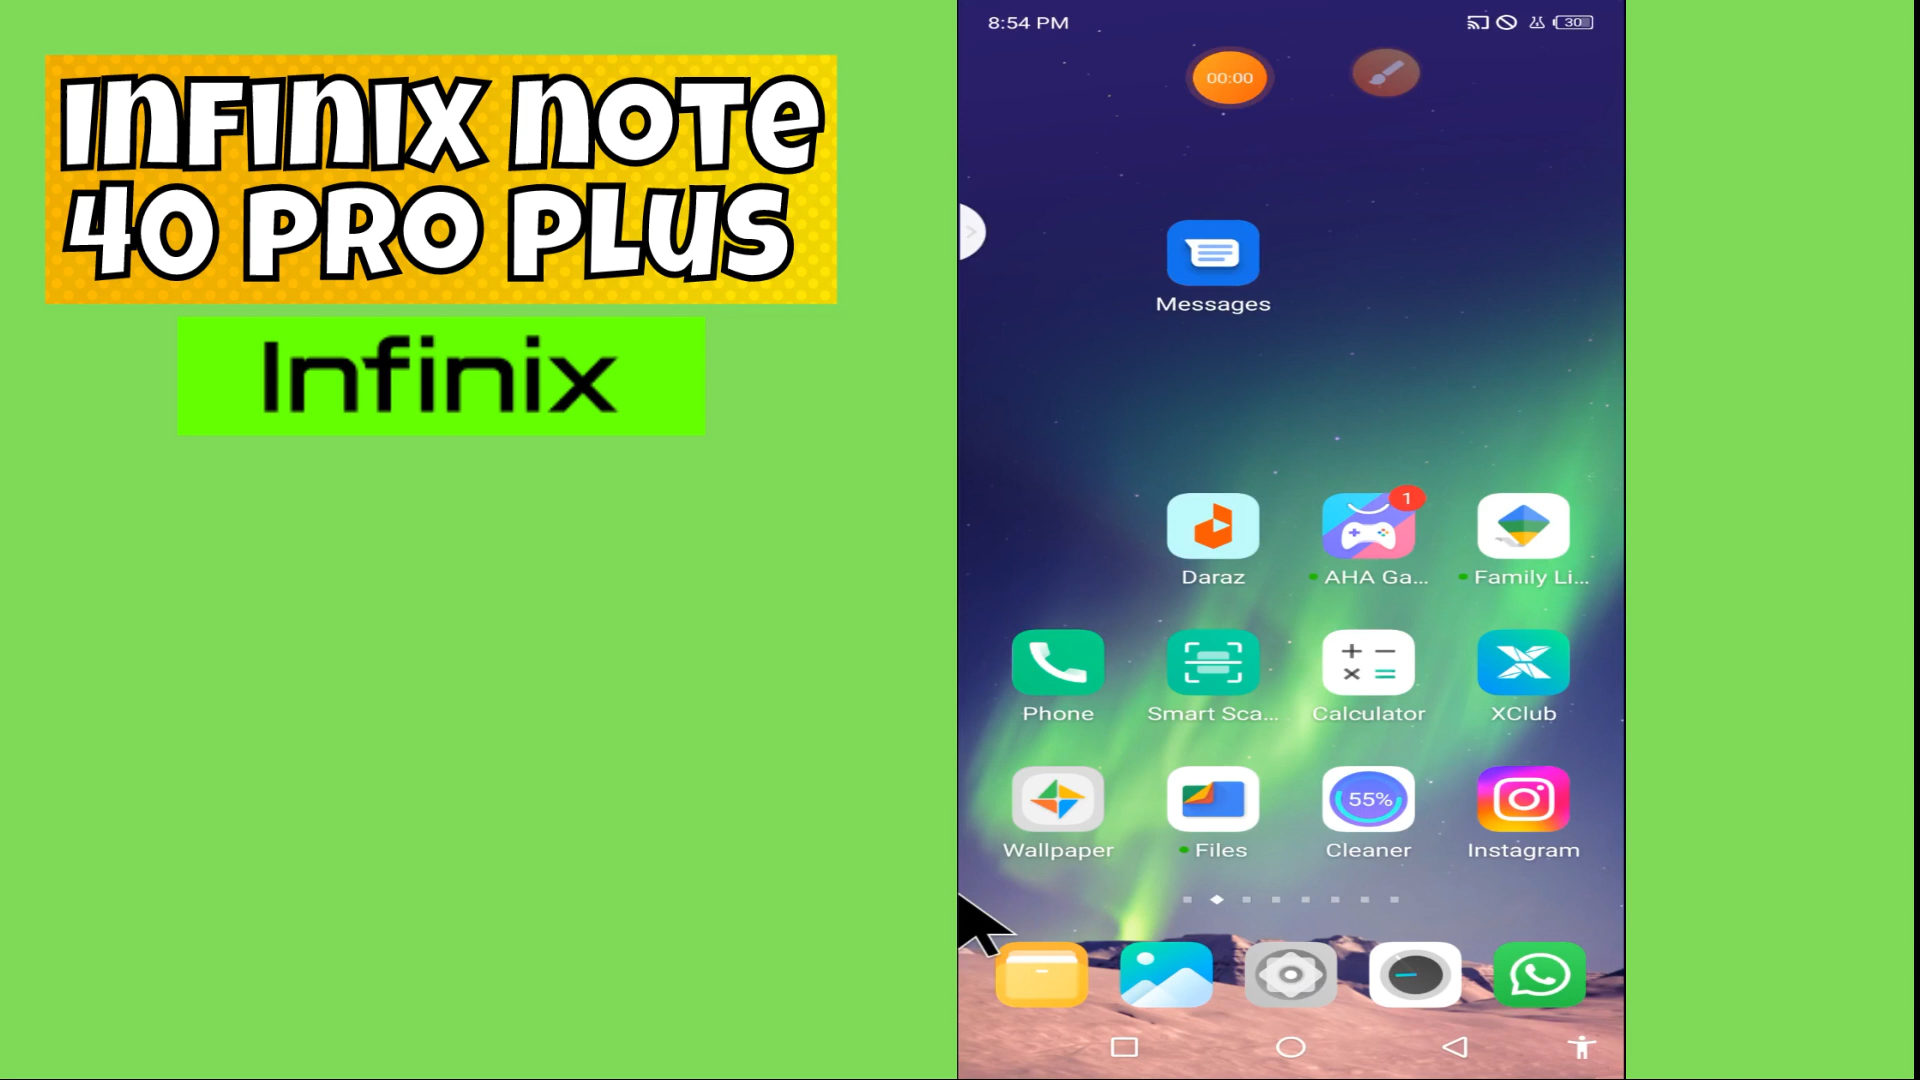 INFINIX NOTE
40 PRO PLUS
Infinix
8:54 PM
30
00:00
Messages
1
Daraz
AHA Ga...
Family Li...
Phone
Smart Sca...
Calculator
XClub
55%
Wallpaper
Files
Cleaner
Instagram